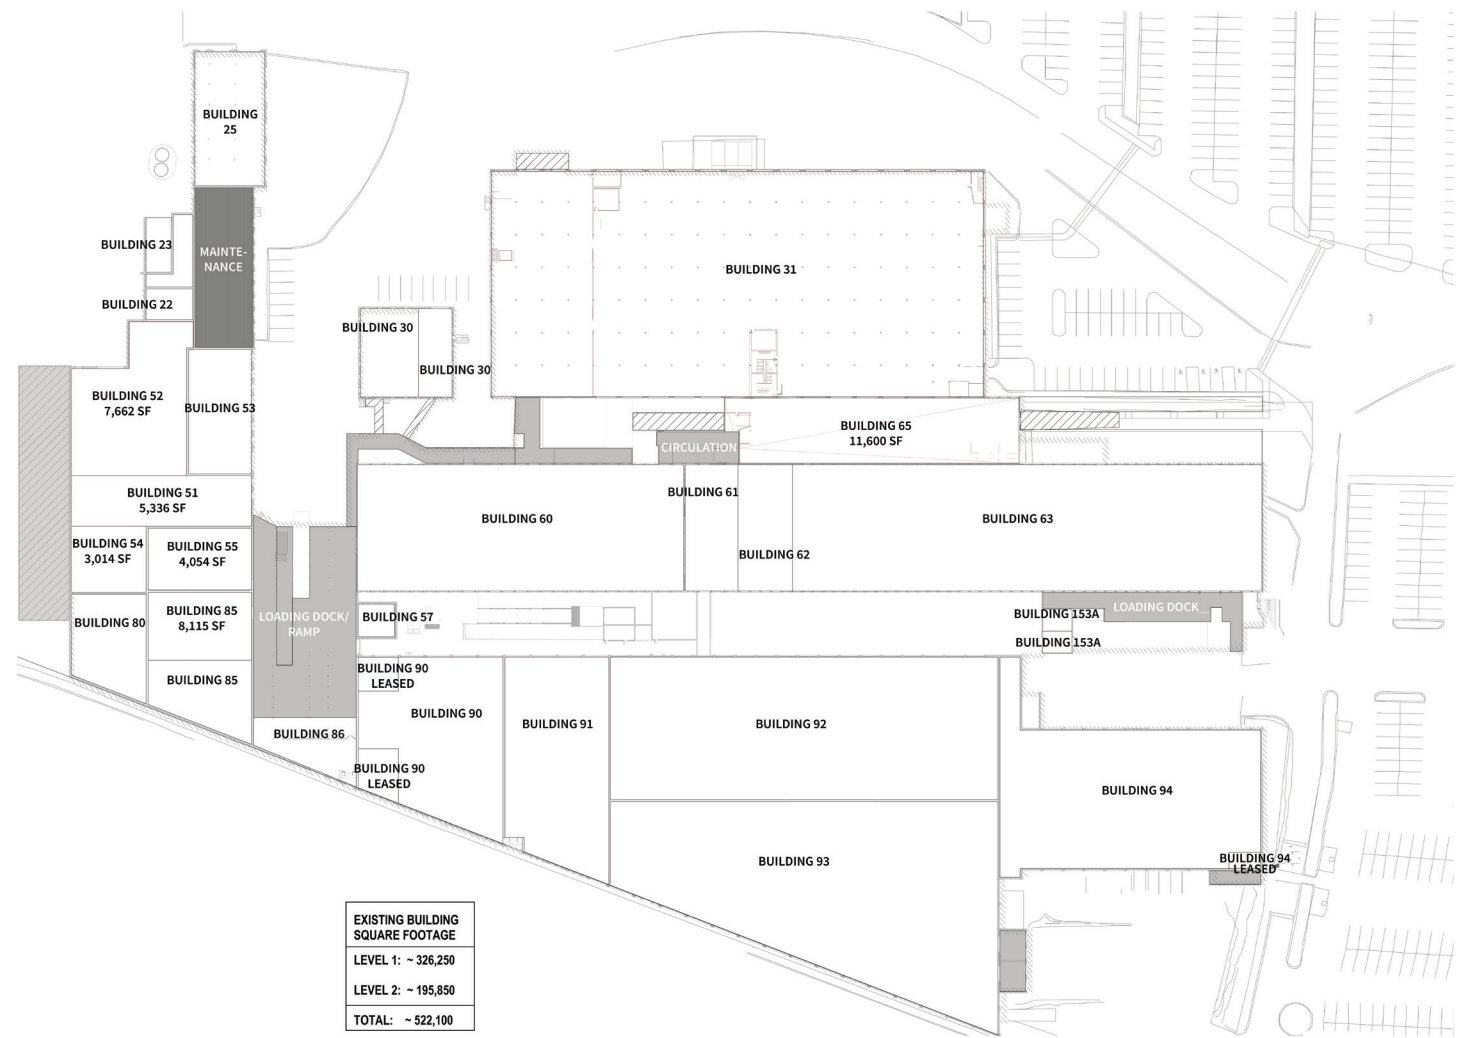 BUILDING
25
BUILDING 23
MAINTE-
NANCE
BUILDING 22
BUILDING 31
BUILDING 30
BUILDING 30
BUILDING 52
7,662 SF
BUILDING 53
BUILDING 65
11,600 SF
CIRCULATION
BUILDING 51
5,336 SF
BUILDING 61
BUILDING 60
BUILDING 63
BUILDING 62
BUILDING 54
3,014 SF
BUILDING 55
4,054 SF
BUILDING 80
BUILDING 85
8,115 SF
LOADING DOCK/
RAMP
BUILDING 57
BUILDING 153A
LOADING DOCK
BUILDING 153A
BUILDING 85
BUILDING 90
LEASED
BUILDING 90
BUILDING 91
BUILDING 92
BUILDING 86
BUILDING 90
LEASED
BUILDING 94
BUILDING 93
BUILDING 94
LEASED
EXISTING BUILDING
SQUARE FOOTAGE
LEVEL 1: ~ 326,250
LEVEL 2: ~ 195,850
TOTAL: ~ 522,100